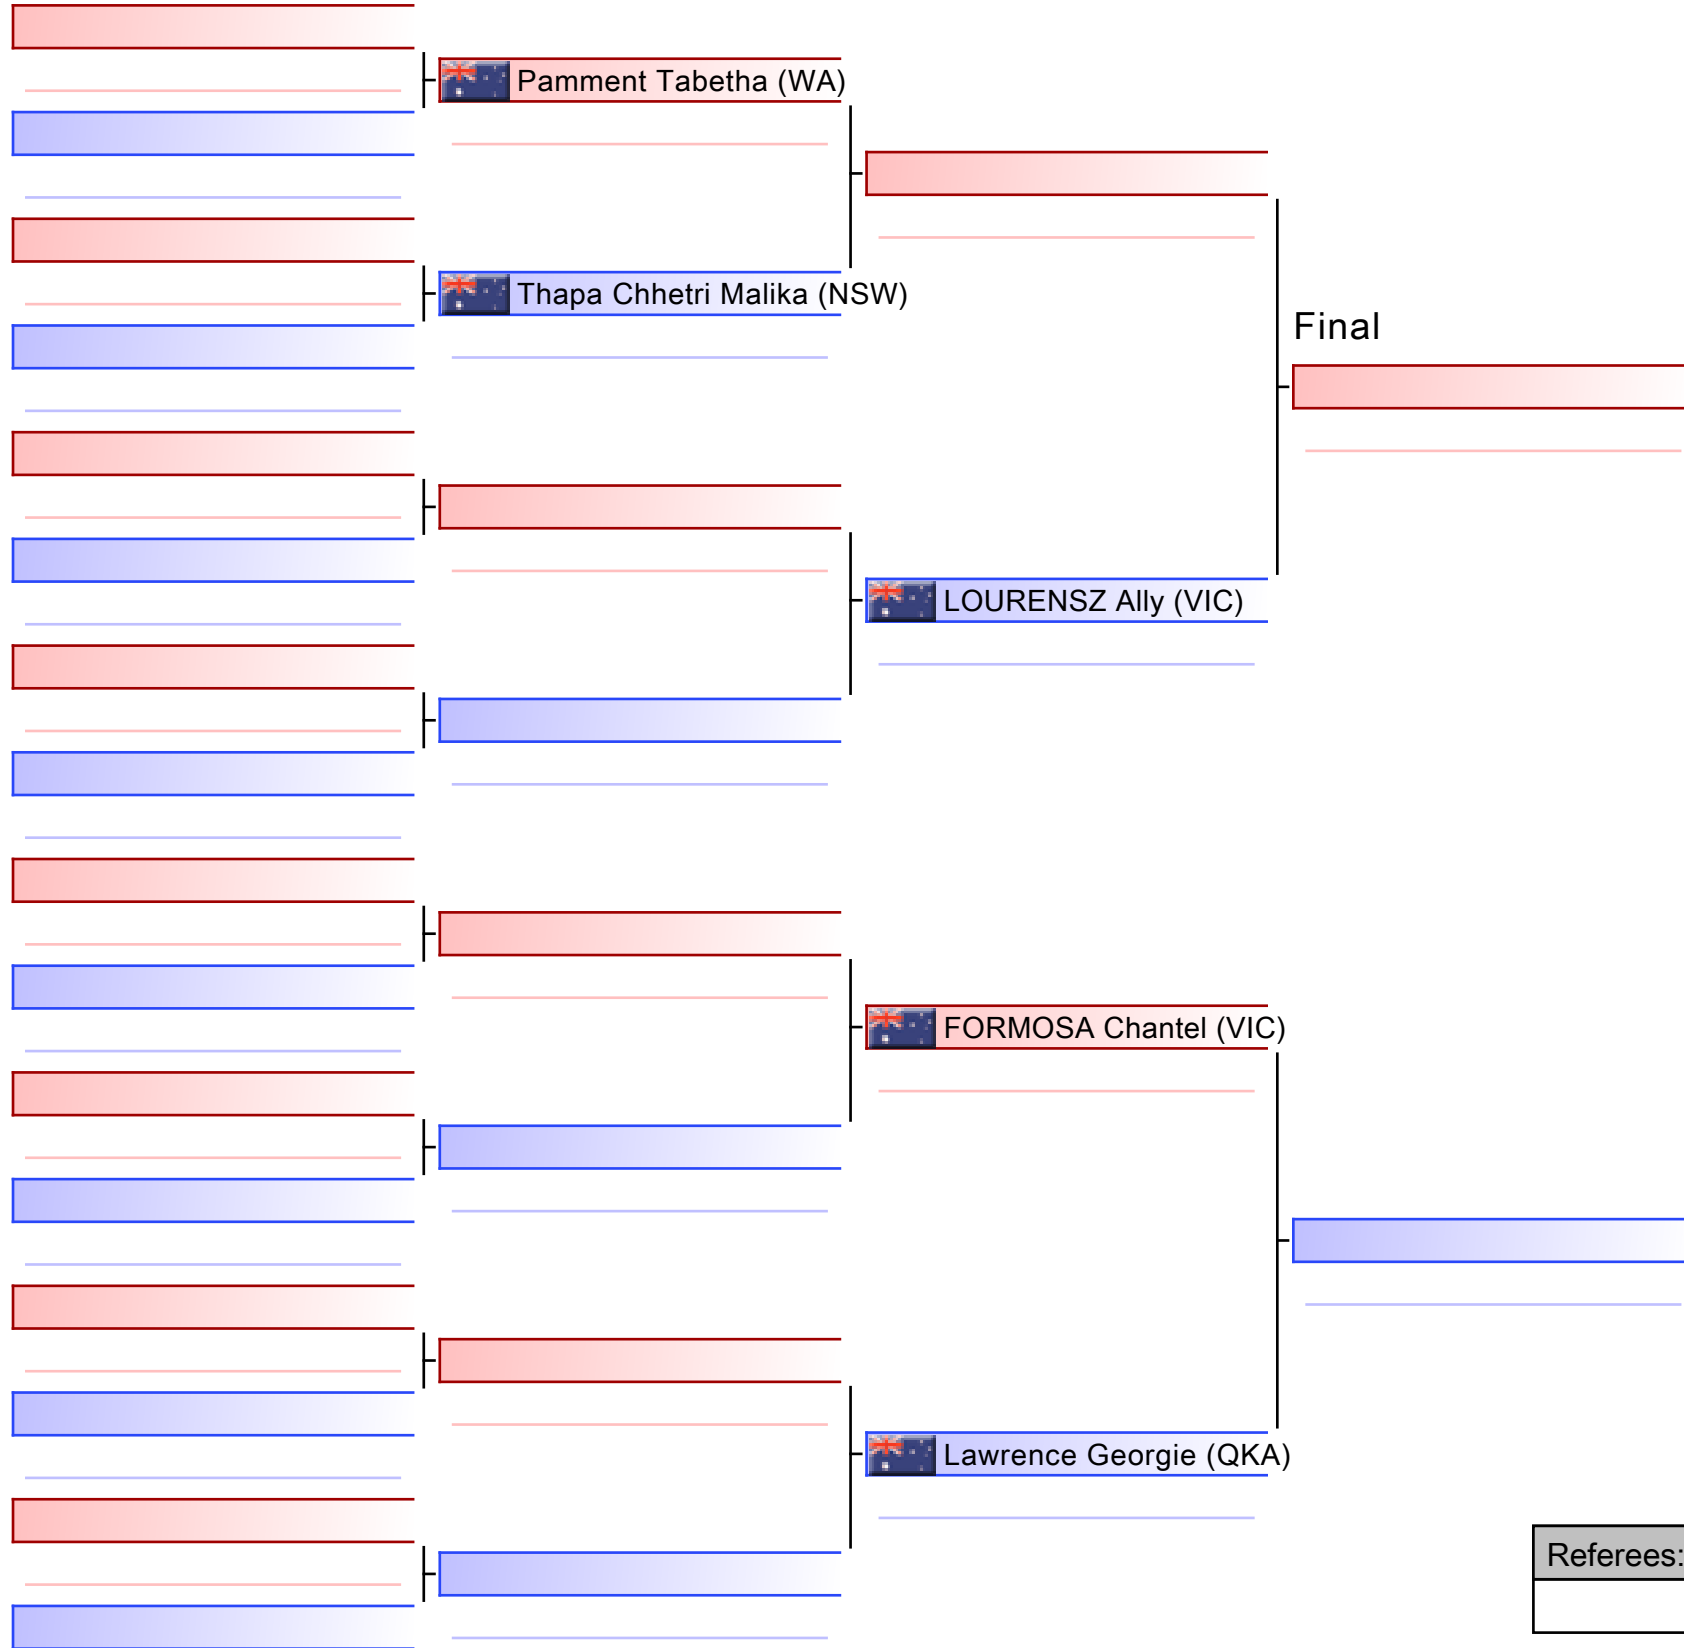 Pamment Tabetha (WA)
Thapa Chhetri Malika (NSW)
Final
LOURENSZ Ally (VIC)
FORMOSA Chantel (VIC)
Lawrence Georgie (QKA)
Referees: